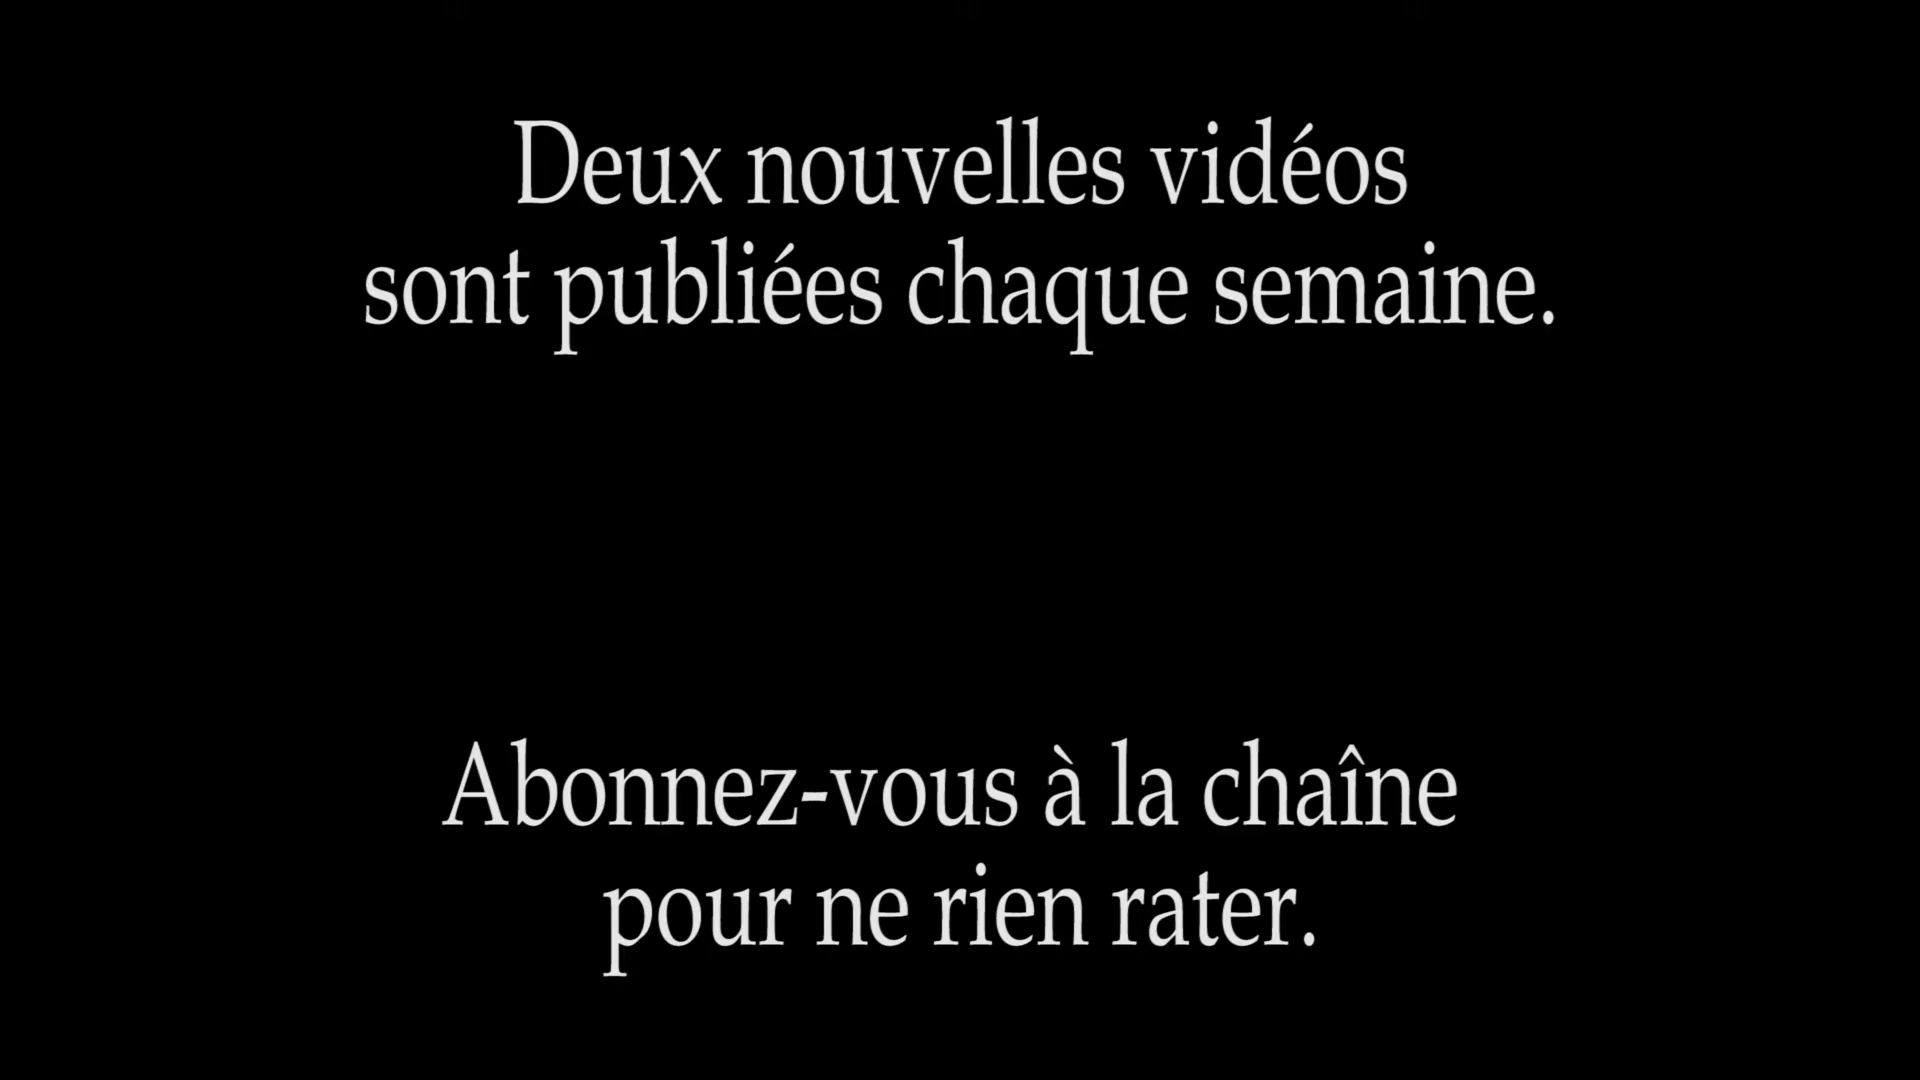 Deux nouvelles vidéos
sont publiées chaque semaine.
Abonnez-vous à la chaîne
pour ne rien rater.